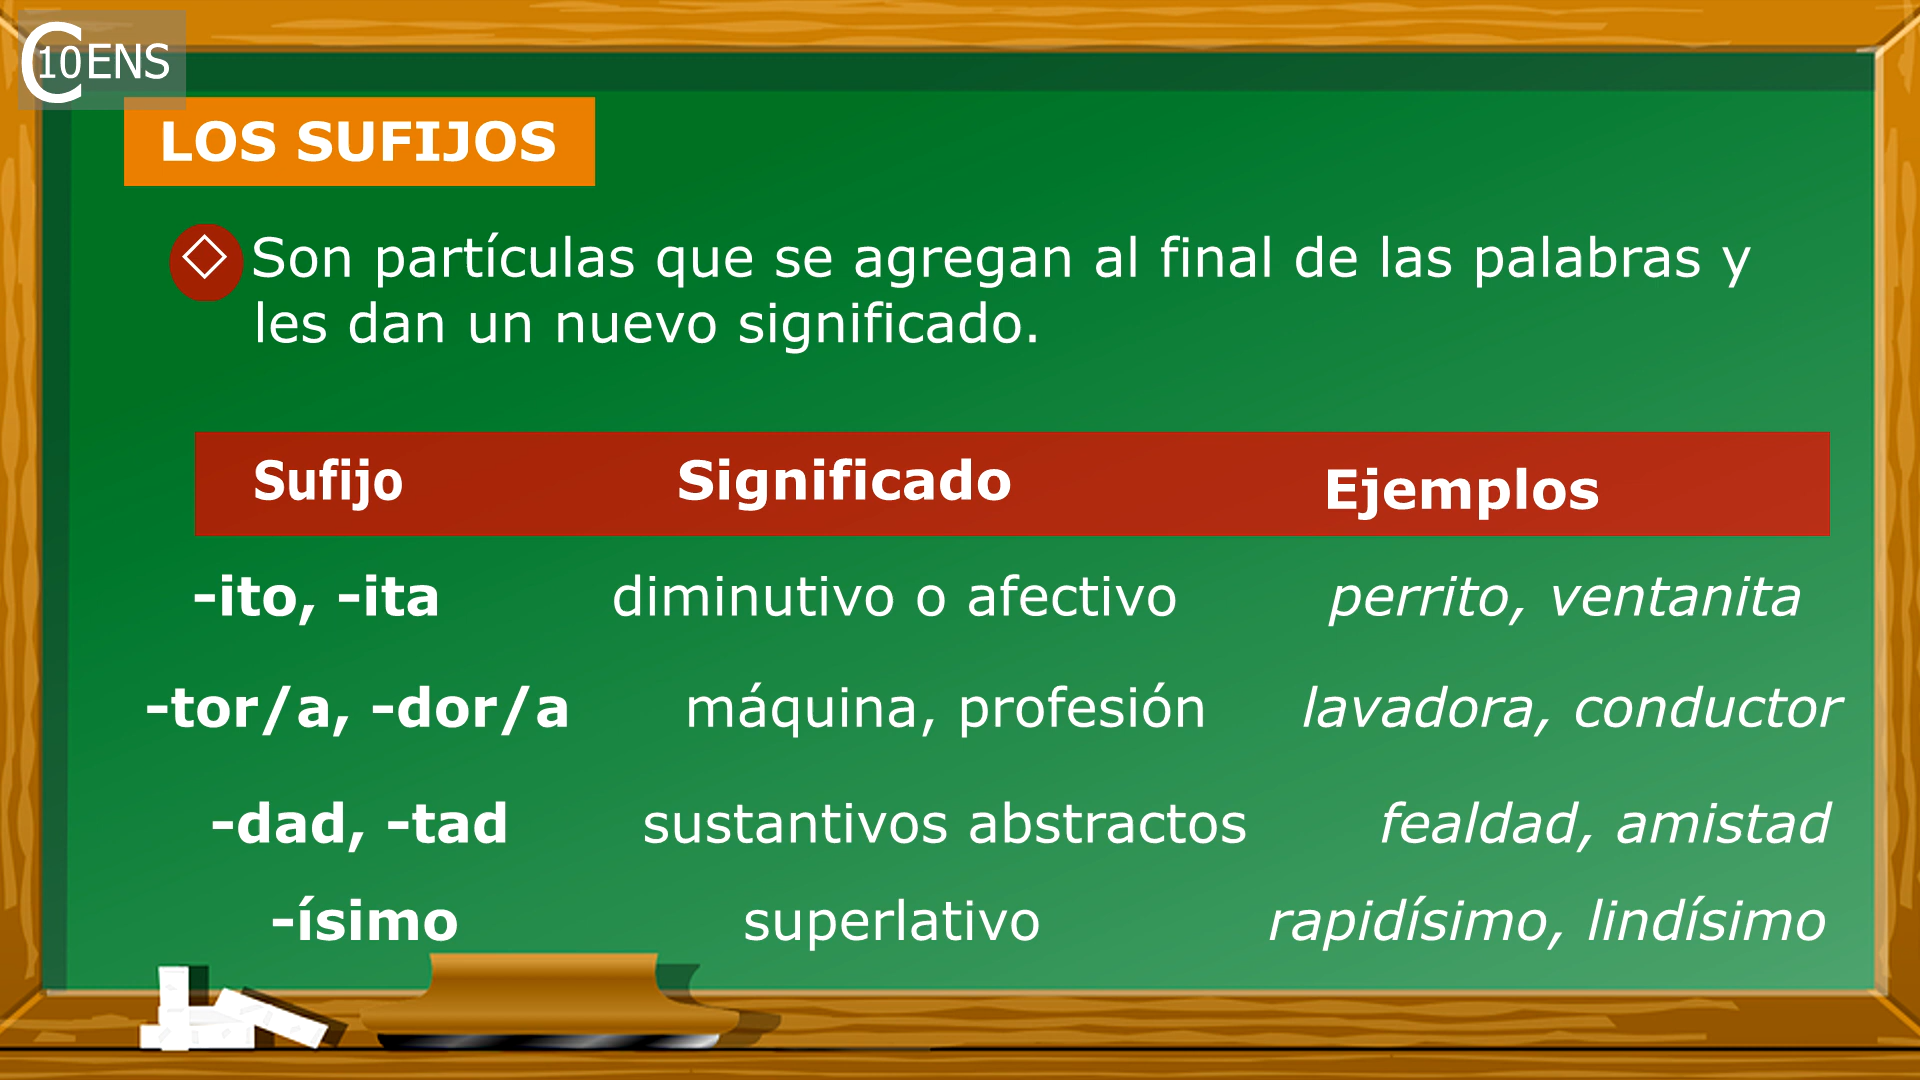 C10ENS
LOS SUFIJOS
Son partículas que se agregan al final de las palabras y
les dan un nuevo significado.
Sufijo Significado Ejemplos
-ito, -ita diminutivo o afectivo perrito, ventanita
-tor/a, -dor/a máquina, profesión lavadora, conductor
-dad, -tad sustantivos abstractos fealdad, amistad
-ísimo superlativo rapidísimo, lindísimo